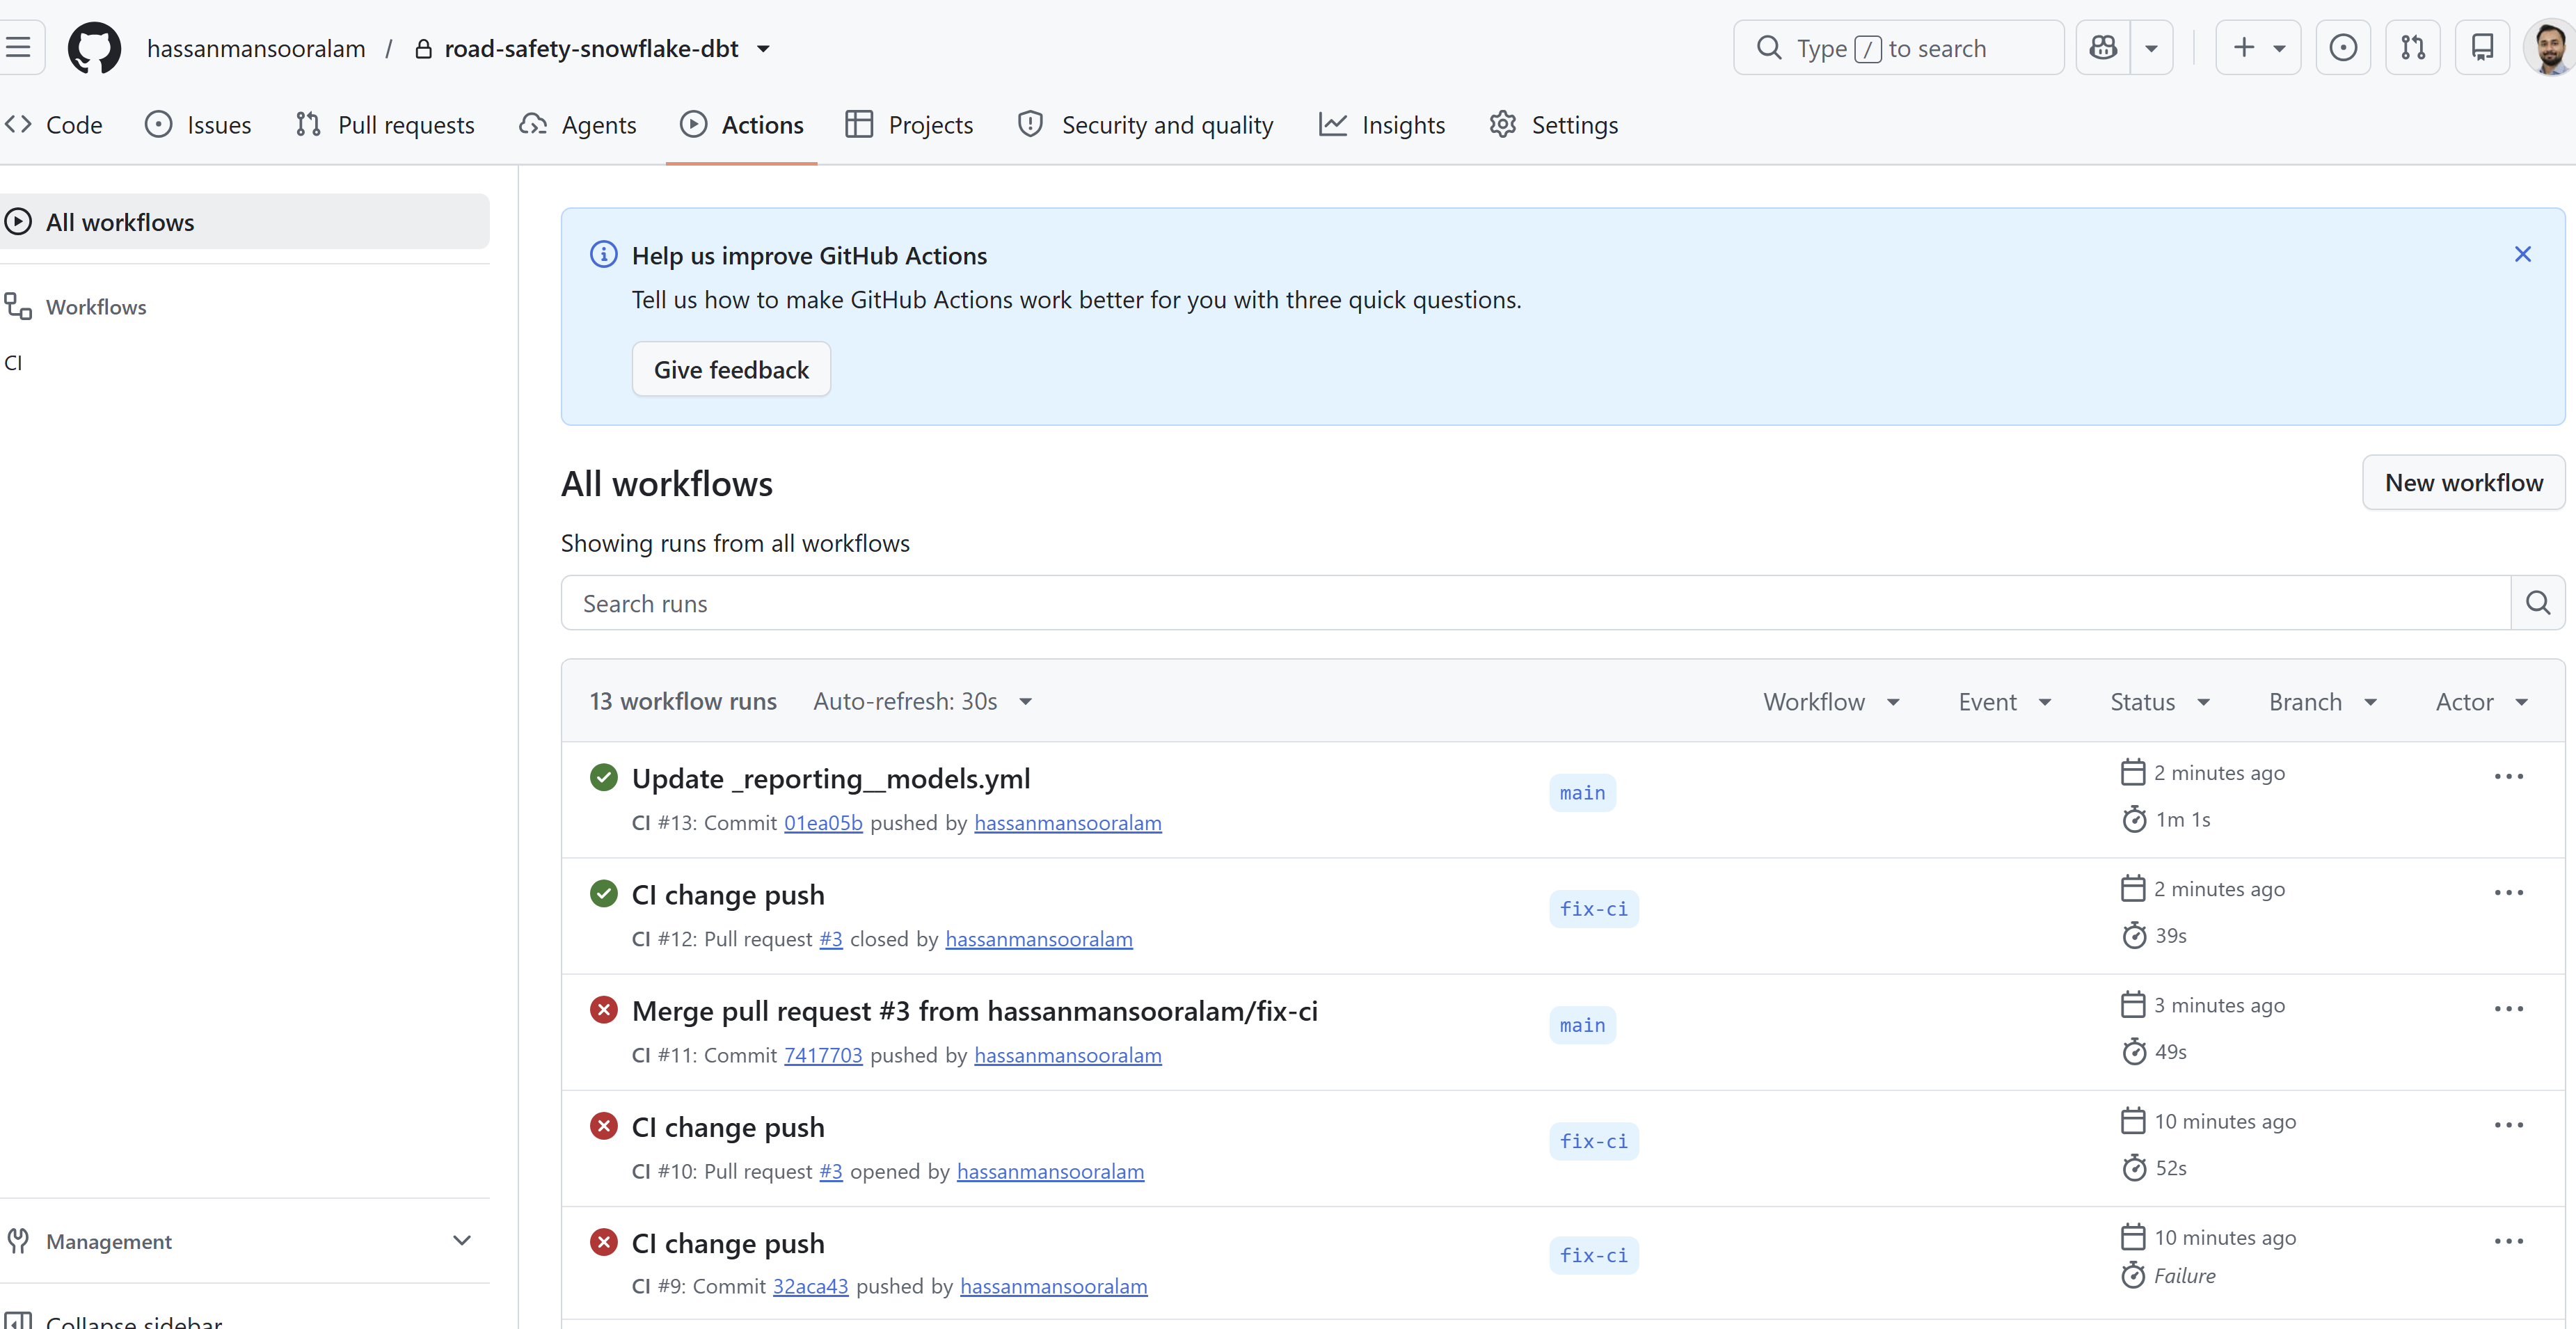 hassanmansooralam / road-safety-snowflake-dbt
Type / to search
Code Issues Pull requests Agents Actions Projects Security and quality Insights Settings
All workflows
Workflows
CI
Management
Collapse sidebar
Help us improve GitHub Actions
Tell us how to make GitHub Actions work better for you with three quick questions.
Give feedback
All workflows
New workflow
Showing runs from all workflows
Search runs
13 workflow runs Auto-refresh: 30s Workflow Event Status Branch Actor
Update _reporting__models.yml
main
2 minutes ago
CI #13: Commit 01ea05b pushed by hassanmansooralam
1m 1s
CI change push
fix-ci
2 minutes ago
CI #12: Pull request #3 closed by hassanmansooralam
39s
Merge pull request #3 from hassanmansooralam/fix-ci
main
3 minutes ago
CI #11: Commit 7417703 pushed by hassanmansooralam
49s
CI change push
fix-ci
10 minutes ago
CI #10: Pull request #3 opened by hassanmansooralam
52s
CI change push
fix-ci
10 minutes ago
CI #9: Commit 32aca43 pushed by hassanmansooralam
Failure